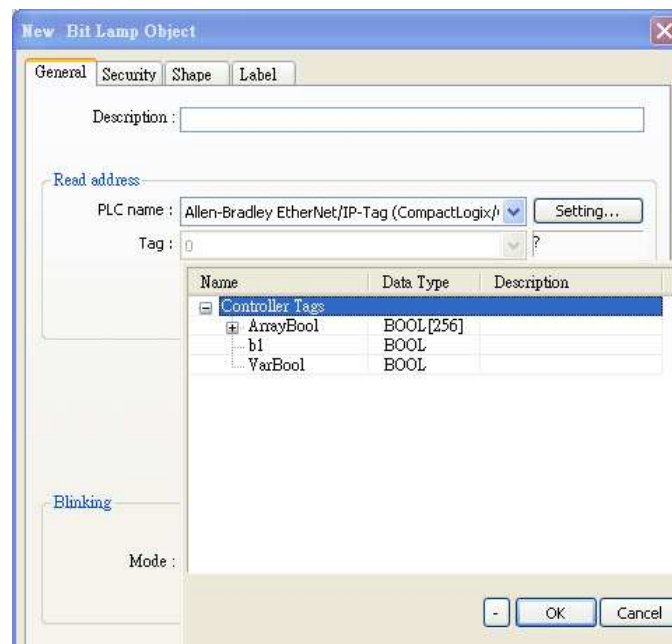 New Bit Lamp Object
General Security Shape Label
Description :
Read address
PLC name : Allen-Bradley EtherNet/IP-Tag (CompactLogix/ Setting...
Tag : 0 ?
Name Data Type Description
Controller Tags
ArrayBool BOOL[256]
b1 BOOL
VarBool BOOL
Blinking
Mode :
- OK Cancel